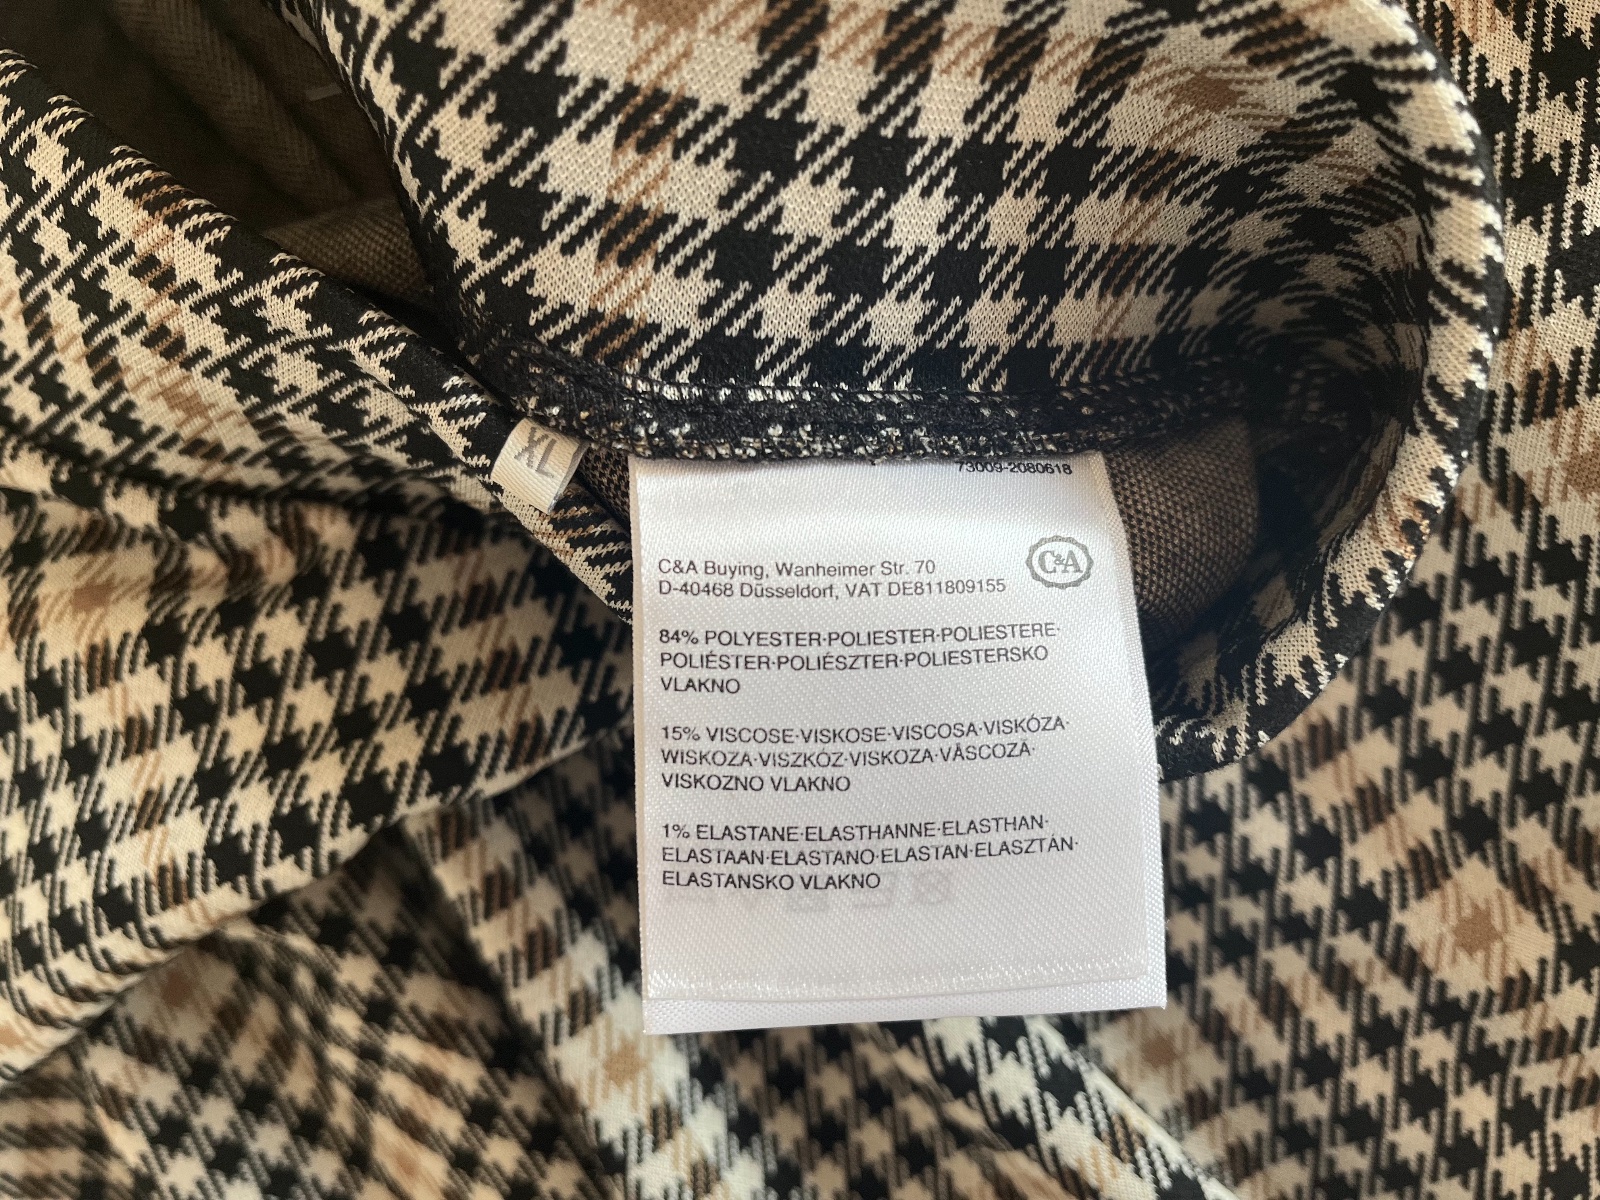 XL
73009-2080618
C&A
C&A Buying, Wanheimer Str. 70
D-40468 Düsseldorf, VAT DE811809155
84% POLYESTER·POLIESTER·POLIESTERE·
POLIÉSTER·POLIÉSZTER·POLIESTERSKO
VLAKNO
15% VISCOSE·VISKOSE·VISCOSA·VISKÓZA·
WISKOZA·VISZKÓZ·VISKOZA·VÂSCOZĂ·
VISKOZNO VLAKNO
1% ELASTANE·ELASTHANNE·ELASTHAN·
ELASTAAN·ELASTANO·ELASTAN·ELASZTÁN·
ELASTANSKO VLAKNO